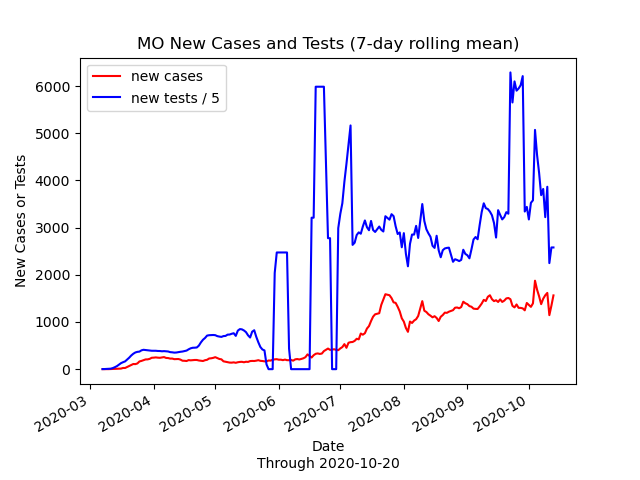 MO New Cases and Tests (7-day rolling mean)
new cases
new tests / 5
New Cases or Tests
6000
5000
4000
3000
2000
1000
0
2020-03
2020-04
2020-05
2020-06
2020-07
2020-08
2020-09
2020-10
Date
Through 2020-10-20